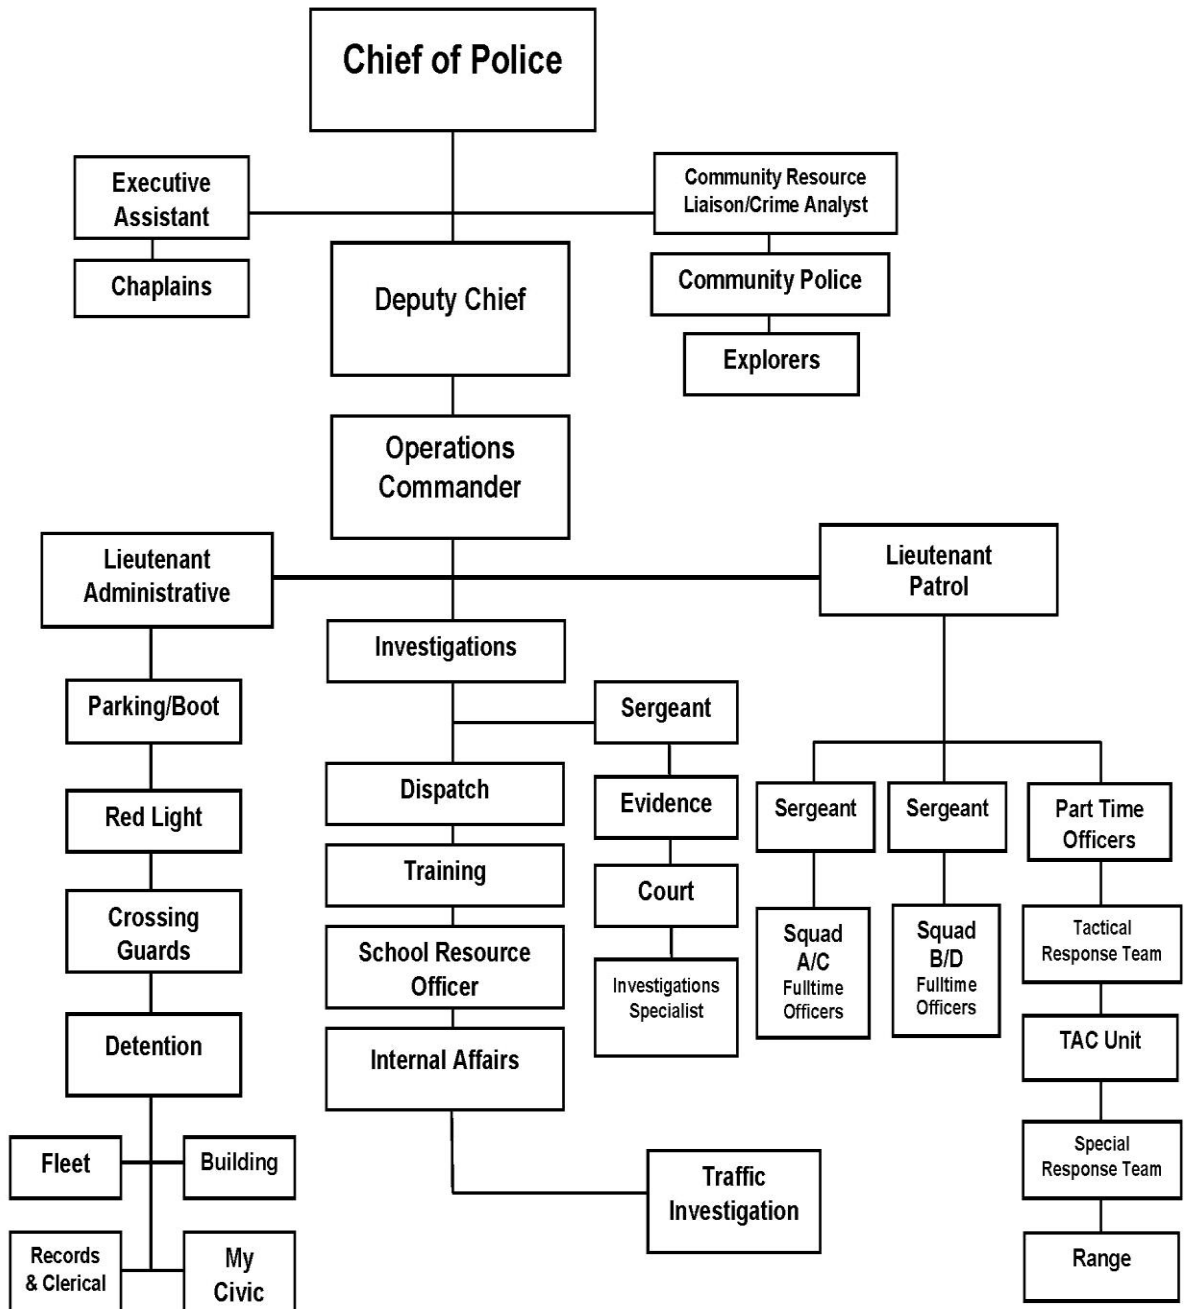 Chief of Police
Executive
Assistant
Chaplains
Community Resource
Liaison/Crime Analyst
Community Police
Explorers
Deputy Chief
Operations
Commander
Lieutenant
Administrative
Lieutenant
Patrol
Parking/Boot
Red Light
Crossing
Guards
Detention
Fleet
Building
Records
& Clerical
My
Civic
Investigations
Dispatch
Training
School Resource
Officer
Internal Affairs
Traffic
Investigation
Sergeant
Evidence
Court
Investigations
Specialist
Sergeant
Squad
A/C
Fulltime
Officers
Sergeant
Squad
B/D
Fulltime
Officers
Part Time
Officers
Tactical
Response Team
TAC Unit
Special
Response Team
Range